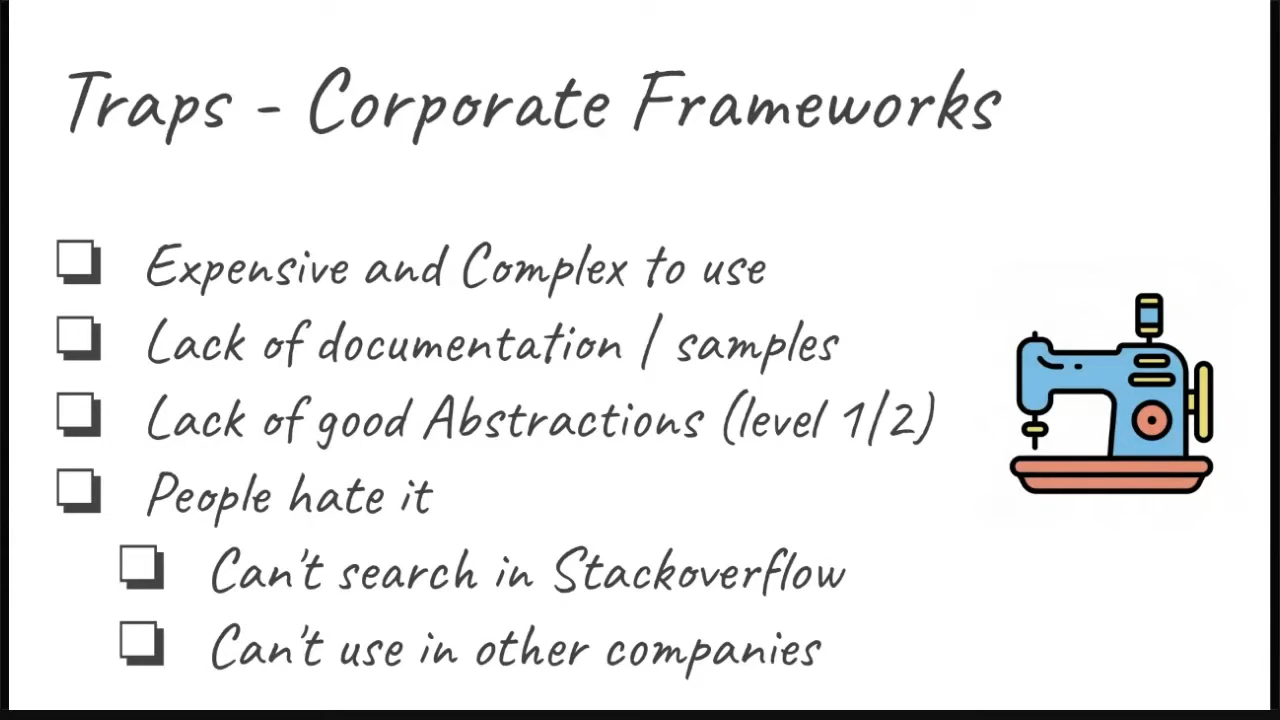 Traps - Corporate Frameworks
Expensive and Complex to use
Lack of documentation / samples
Lack of good Abstractions (level 1/2)
People hate it
Can't search in Stackoverflow
Can't use in other companies